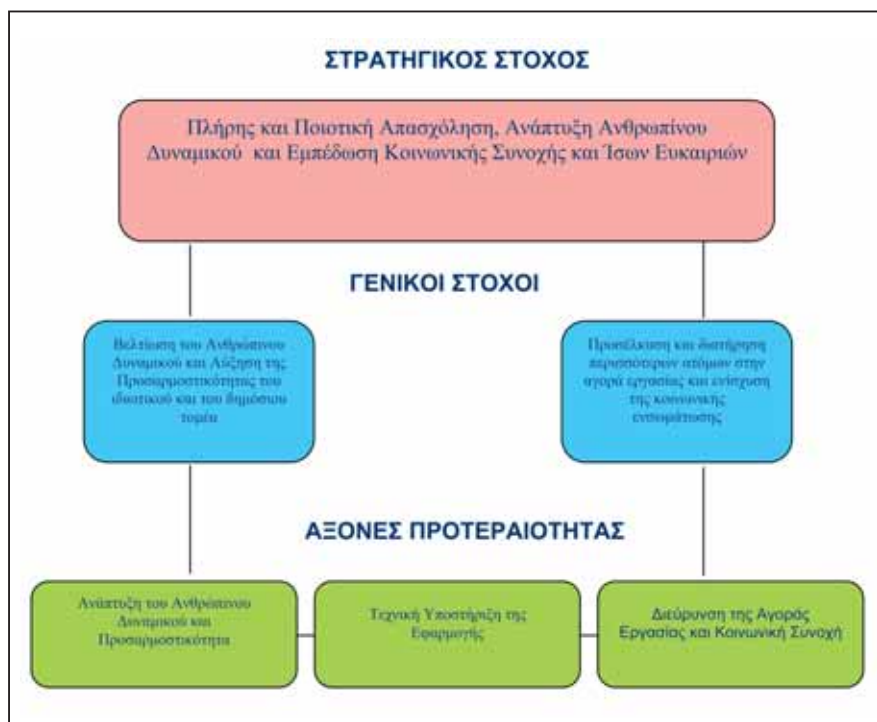 ΣΤΡΑΤΗΓΙΚΟΣ ΣΤΟΧΟΣ
Πλήρης και Ποιοτική Απασχόληση, Ανάπτυξη Ανθρωπίνου
Δυναμικού και Εμπέδωση Κοινωνικής Συνοχής και Ίσων Ευκαιριών
ΓΕΝΙΚΟΙ ΣΤΟΧΟΙ
Βελτίωση του Ανθρώπινου
Δυναμικού και Αύξηση της
Προσαρμοστικότητας του
ιδιωτικού και του δημόσιου
τομέα
Προσέλκυση και διατήρηση
περισσότερων ατόμων στην
αγορά εργασίας και ενίσχυση
της κοινωνικής
ενσωμάτωσης
ΑΞΟΝΕΣ ΠΡΟΤΕΡΑΙΟΤΗΤΑΣ
Ανάπτυξη του Ανθρώπινου
Δυναμικού και
Προσαρμοστικότητα
Τεχνική Υποστήριξη της
Εφαρμογής
Διεύρυνση της Αγοράς
Εργασίας και Κοινωνική Συνοχή